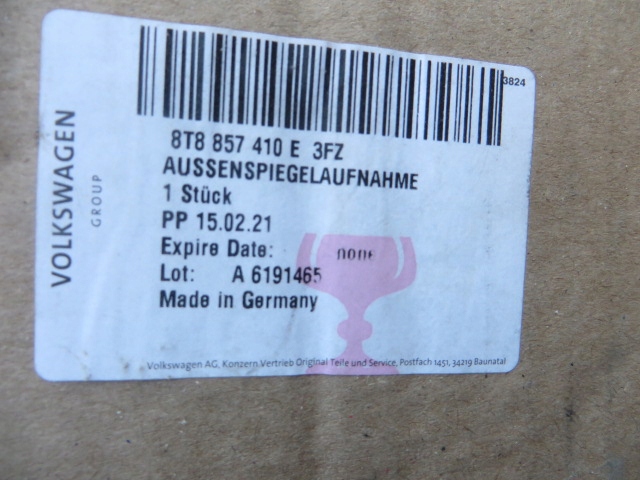 VOLKSWAGEN
GROUP
3824
8T8 857 410 E 3FZ
AUSSENSPIEGELAUFNAHME
1 Stück
PP 15.02.21
Expire Date: none
Lot: A 6191465
Made in Germany
Volkswagen AG, Konzern Vertrieb Original Teile und Service, Postfach 1451, 34219 Baunatal